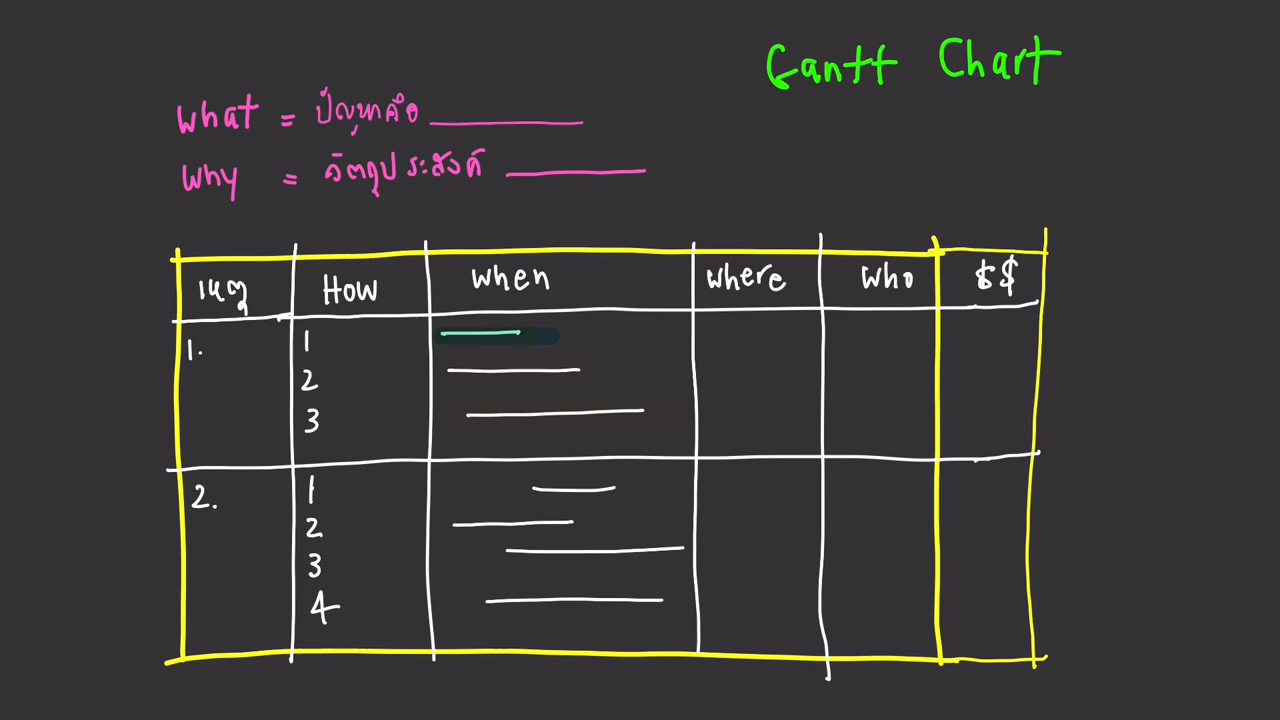 Gantt Chart
What = ปัญหาคือ
Why = วัตถุประสงค์
เหตุ How When Where Who $$
1. 1
2
3
2. 1
2
3
4